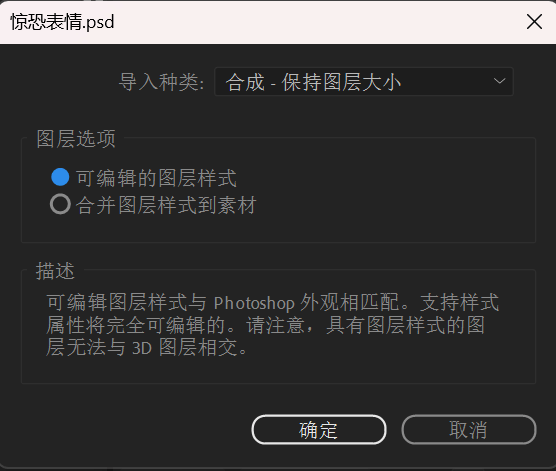 惊恐表情.psd
导入种类: 合成 - 保持图层大小
图层选项
可编辑的图层样式
合并图层样式到素材
描述
可编辑图层样式与 Photoshop 外观相匹配。支持样式
属性将完全可编辑的。请注意，具有图层样式的图
层无法与 3D 图层相交。
确定 取消